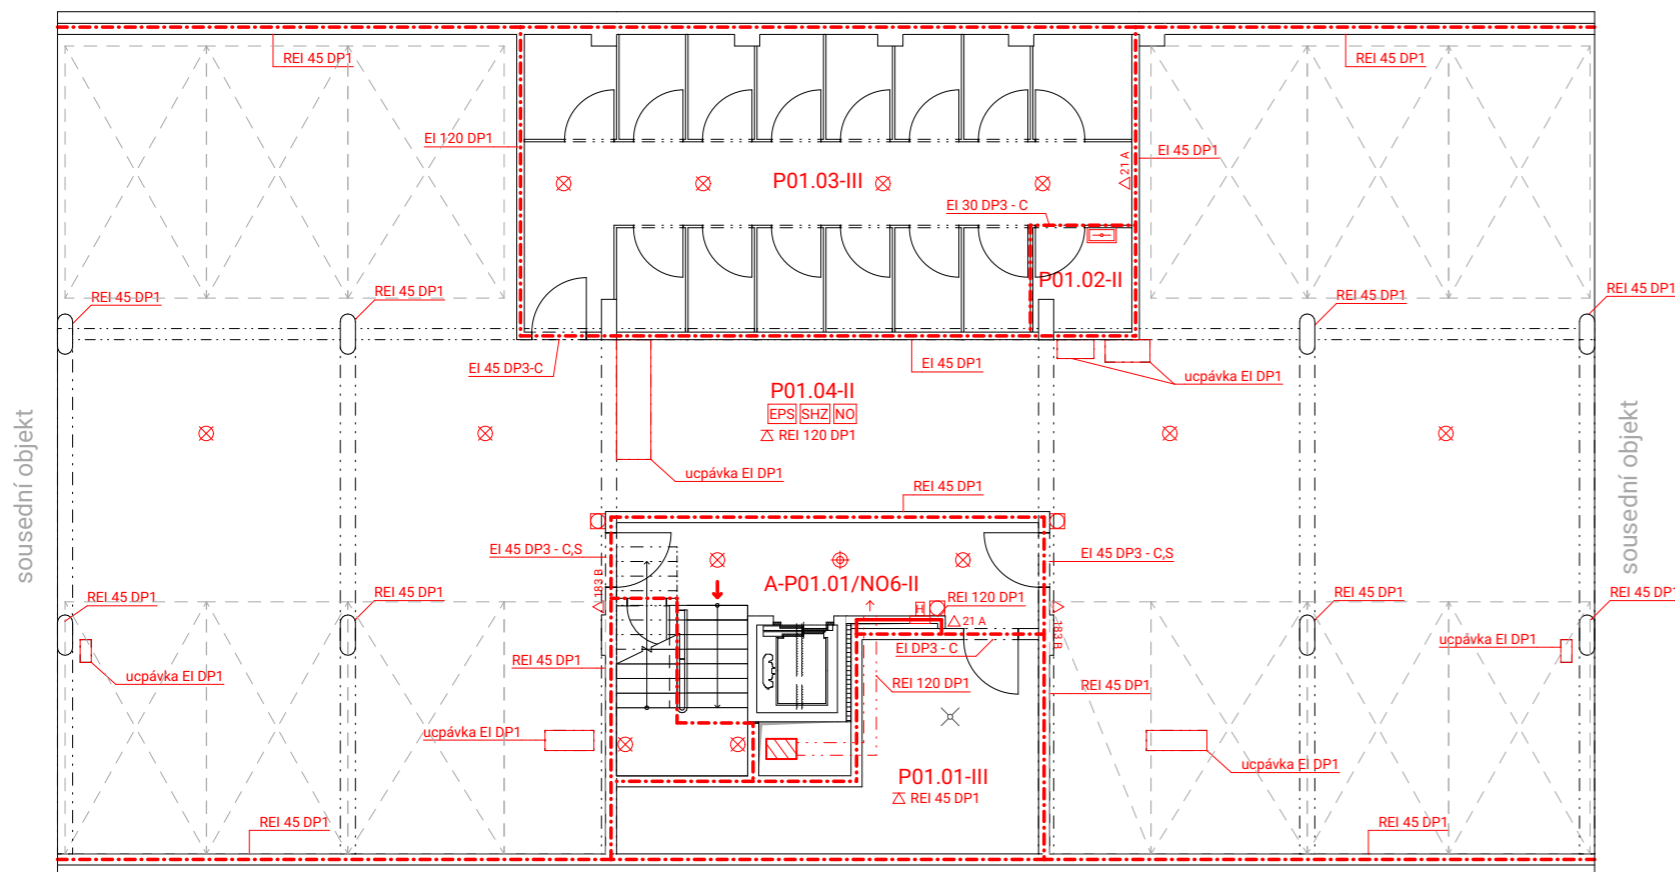 REI 45 DP1
REI 45 DP1
EI 120 DP1
EI 45 DP1
21 A
P01.03-III
EI 30 DP3 - C
P01.02-II
REI 45 DP1
REI 45 DP1
REI 45 DP1
REI 45 DP1
EI 45 DP3-C
EI 45 DP1
ucpávka EI DP1
P01.04-II
EPS SHZ NO
REI 120 DP1
sousední objekt
sousední objekt
ucpávka EI DP1
REI 45 DP1
EI 45 DP3 - C,S
EI 45 DP3 - C,S
183 B
A-P01.01/NO6-II
H
REI 120 DP1
21 A
183 B
REI 45 DP1
REI 45 DP1
REI 45 DP1
REI 45 DP1
EI DP3 - C
ucpávka EI DP1
REI 45 DP1
ucpávka EI DP1
REI 120 DP1
REI 45 DP1
ucpávka EI DP1
ucpávka EI DP1
P01.01-III
REI 45 DP1
REI 45 DP1
REI 45 DP1